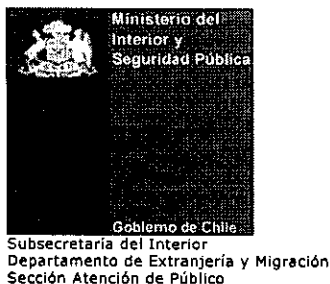 Ministerio del
Interior y
Seguridad Pública
Gobierno de Chile
Subsecretaría del Interior
Departamento de Extranjería y Migración
Sección Atención de Público